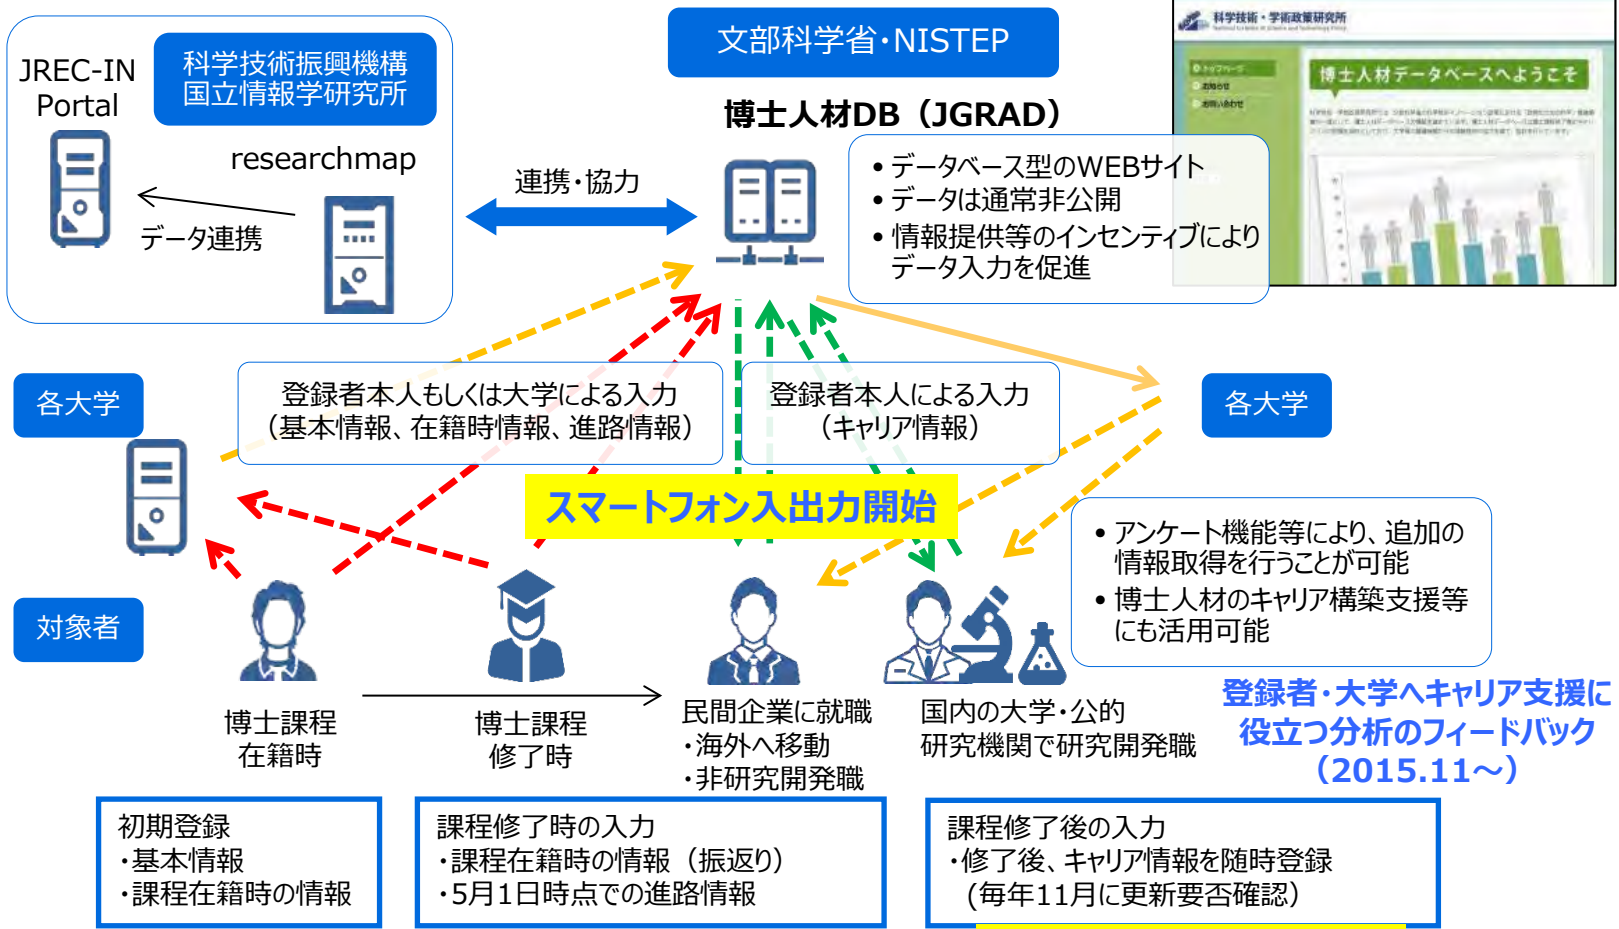 JREC-IN
Portal
科学技術振興機構
国立情報学研究所
researchmap
データ連携
連携・協力
文部科学省・NISTEP
博士人材DB（JGRAD）
• データベース型のWEBサイト
• データは通常非公開
• 情報提供等のインセンティブにより
データ入力を促進
科学技術・学術政策研究所
トップページ
お知らせ
お問い合わせ
博士人材データベースへようこそ
各大学
登録者本人もしくは大学による入力
（基本情報、在籍時情報、進路情報）
登録者本人による入力
（キャリア情報）
各大学
スマートフォン入出力開始
• アンケート機能等により、追加の
情報取得を行うことが可能
• 博士人材のキャリア構築支援等
にも活用可能
対象者
博士課程
在籍時
博士課程
修了時
民間企業に就職
・海外へ移動
・非研究開発職
国内の大学・公的
研究機関で研究開発職
登録者・大学へキャリア支援に
役立つ分析のフィードバック
（2015.11～）
初期登録
・基本情報
・課程在籍時の情報
課程修了時の入力
・課程在籍時の情報（振返り）
・5月1日時点での進路情報
課程修了後の入力
・修了後、キャリア情報を随時登録
(毎年11月に更新要否確認）